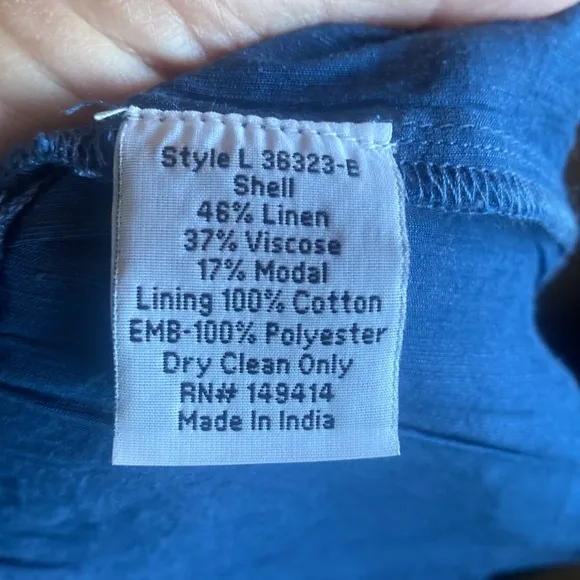 Style L 36323-E
Shell
46% Linen
37% Viscose
17% Modal
Lining 100% Cotton
EMB-100% Polyester
Dry Clean Only
RN# 149414
Made In India